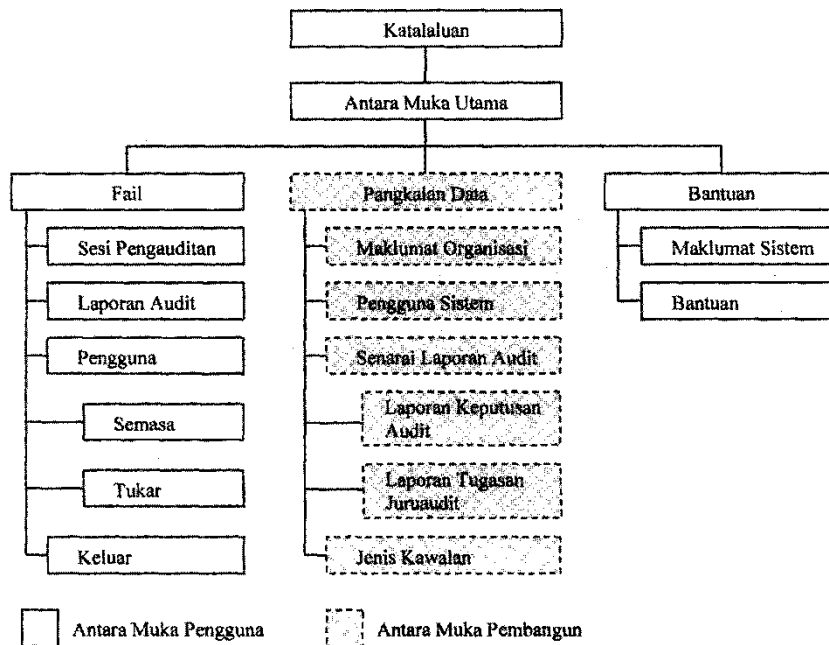 Katalaluan
Antara Muka Utama
Fail
Sesi Pengauditan
Laporan Audit
Pengguna
Semasa
Tukar
Keluar
Pangkalan Data
Maklumat Organisasi
Pengguna Sistem
Senarai Laporan Audit
Laporan Keputusan
Audit
Laporan Tugasan
Juruaudit
Jenis Kawalan
Bantuan
Maklumat Sistem
Bantuan
Antara Muka Pengguna
Antara Muka Pembangun